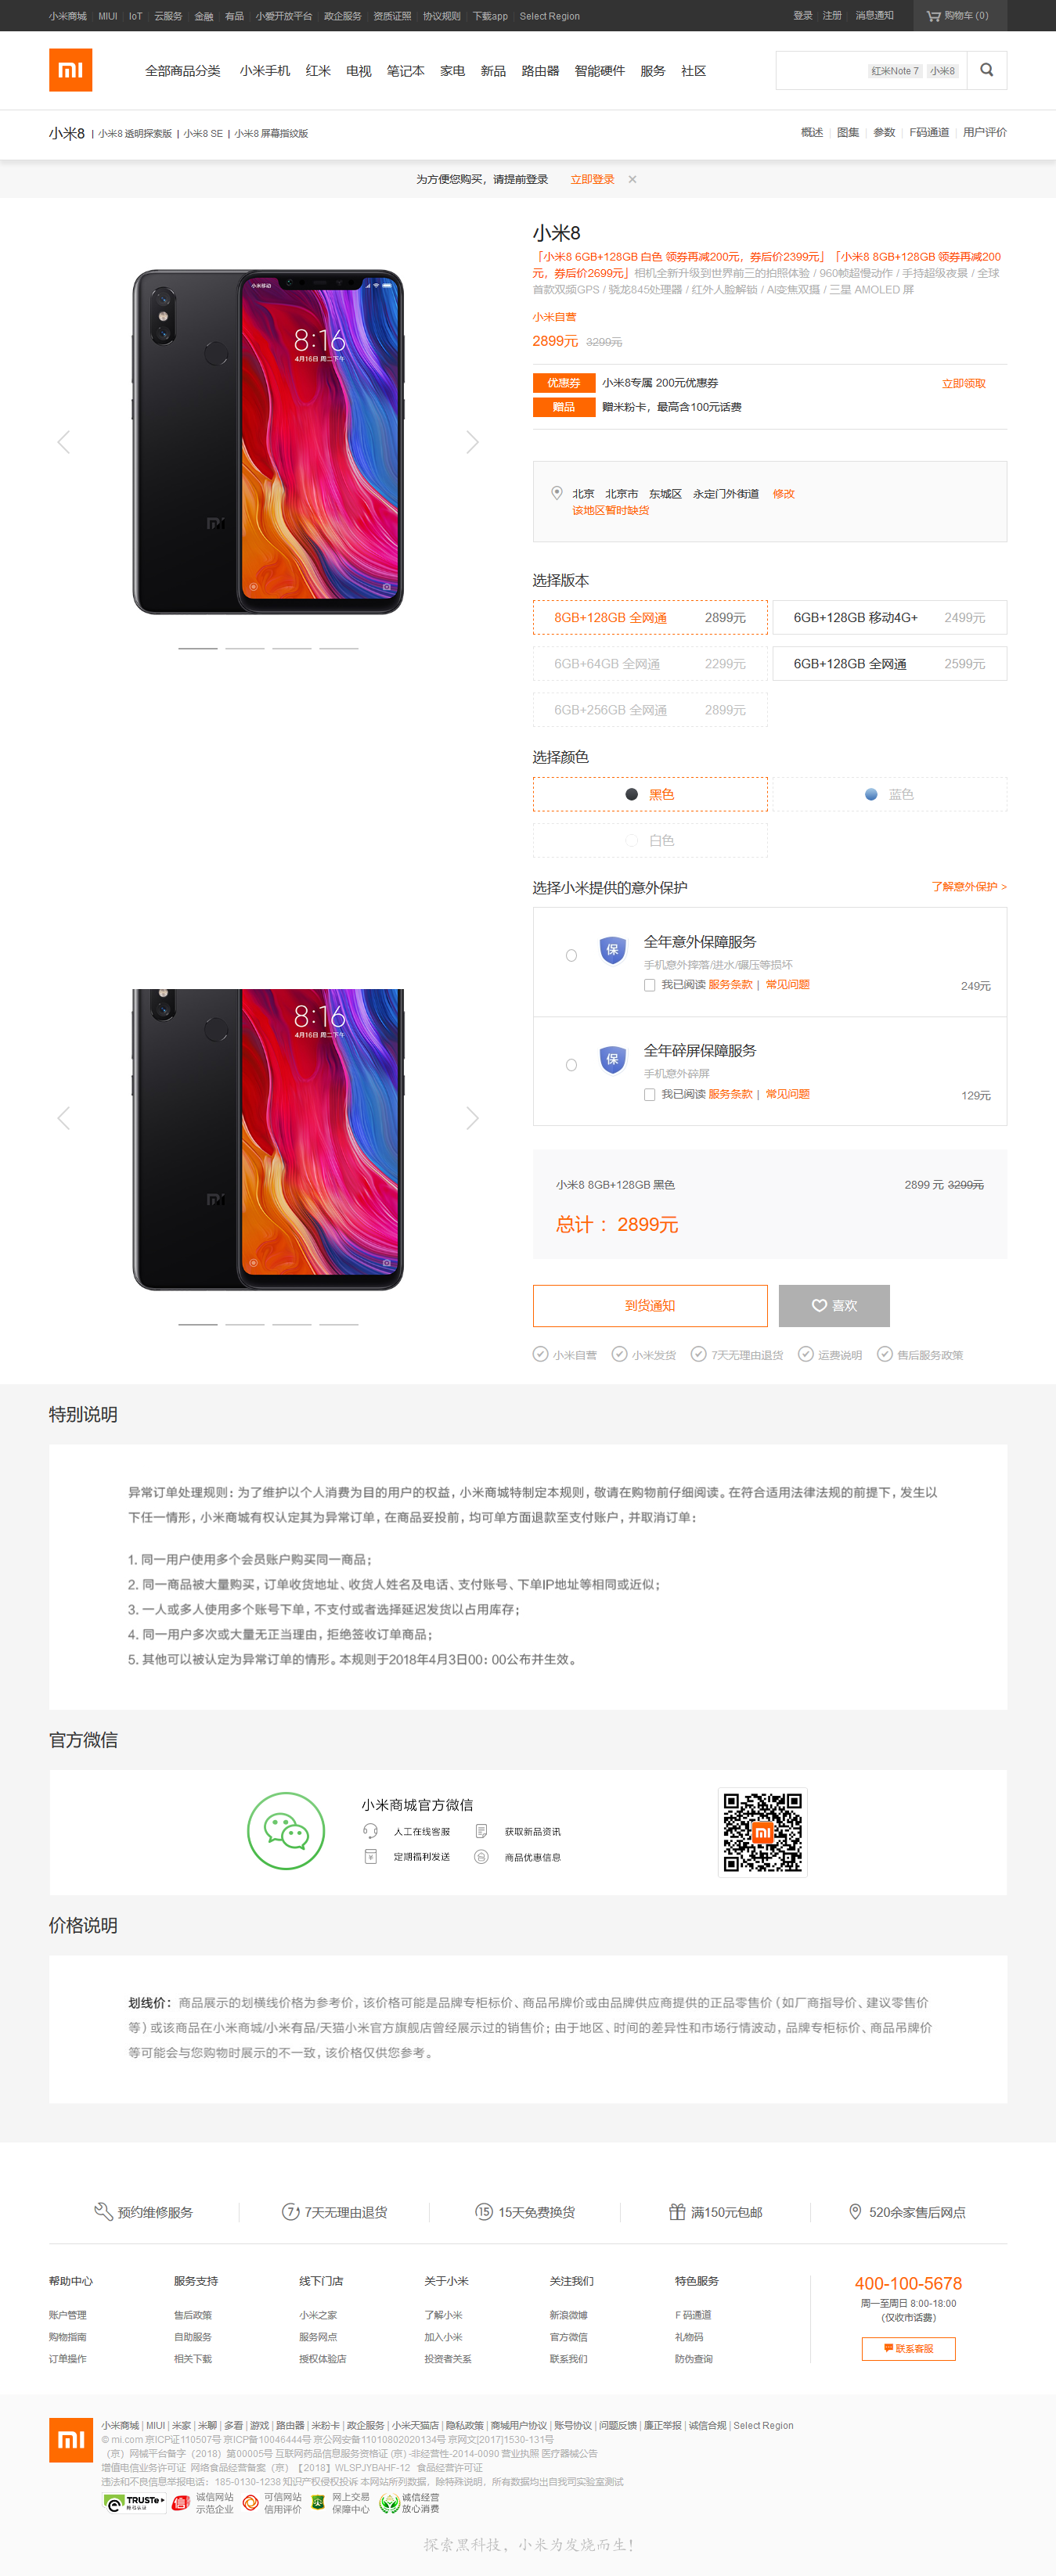 小米商城 | MIUI | IoT | 云服务 | 金融 | 有品 | 小爱开放平台 | 政企服务 | 资质证照 | 协议规则 | 下载app | Select Region
登录 | 注册 | 消息通知 购物车 (0)
全部商品分类 小米手机 红米 电视 笔记本 家电 新品 路由器 智能硬件 服务 社区
红米Note 7 小米8
小米8 | 小米8 透明探索版 | 小米8 SE | 小米8 屏幕指纹版
概述 | 图集 | 参数 | F码通道 | 用户评价
为方便您购买，请提前登录 立即登录 ×
小米8
「小米8 6GB+128GB 白色 领券再减200元，券后价2399元」「小米8 8GB+128GB 领券再减200
元，券后价2699元」相机全新升级到世界前三的拍照体验 / 960帧超慢动作 / 手持超级夜景 / 全球
首款双频GPS / 骁龙845处理器 / 红外人脸解锁 / AI变焦双摄 / 三星 AMOLED 屏
小米自营
2899元 3299元
优惠券 小米8专属 200元优惠券 立即领取
赠品 赠米粉卡，最高含100元话费
小米移动
8:16
4月16日 周二下午
北京 北京市 东城区 永定门外街道 修改
该地区暂时缺货
选择版本
8GB+128GB 全网通 2899元
6GB+128GB 移动4G+ 2499元
6GB+64GB 全网通 2299元
6GB+128GB 全网通 2599元
6GB+256GB 全网通 2899元
选择颜色
黑色
蓝色
白色
选择小米提供的意外保护 了解意外保护 >
保 全年意外保障服务
手机意外摔落/进水/碾压等损坏
我已阅读 服务条款 | 常见问题 249元
保 全年碎屏保障服务
手机意外碎屏
我已阅读 服务条款 | 常见问题 129元
8:16
4月16日 周二下午
小米8 8GB+128GB 黑色 2899 元 3299元
总计 ：2899元
到货通知 喜欢
小米自营 小米发货 7天无理由退货 运费说明 售后服务政策
特别说明
异常订单处理规则：为了维护以个人消费为目的用户的权益，小米商城特制定本规则，敬请在购物前仔细阅读。在符合适用法律法规的前提下，发生以
下任一情形，小米商城有权认定其为异常订单，在商品妥投前，均可单方面退款至支付账户，并取消订单：
1. 同一用户使用多个会员账户购买同一商品；
2. 同一商品被大量购买，订单收货地址、收货人姓名及电话、支付账号、下单IP地址等相同或近似；
3. 一人或多人使用多个账号下单，不支付或者选择延迟发货以占用库存；
4. 同一用户多次或大量无正当理由，拒绝签收订单商品；
5. 其他可以被认定为异常订单的情形。本规则于2018年4月3日00：00公布并生效。
官方微信
小米商城官方微信
人工在线客服 获取新品资讯
定期福利发送 商品优惠信息
价格说明
划线价：商品展示的划横线价格为参考价，该价格可能是品牌专柜标价、商品吊牌价或由品牌供应商提供的正品零售价（如厂商指导价、建议零售价
等）或该商品在小米商城/小米有品/天猫小米官方旗舰店曾经展示过的销售价；由于地区、时间的差异性和市场行情波动，品牌专柜标价、商品吊牌价
等可能会与您购物时展示的不一致，该价格仅供您参考。
预约维修服务 7天无理由退货 15天免费换货 满150元包邮 520余家售后网点
帮助中心 服务支持 线下门店 关于小米 关注我们 特色服务
账户管理 售后政策 小米之家 了解小米 新浪微博 F 码通道
购物指南 自助服务 服务网点 加入小米 官方微信 礼物码
订单操作 相关下载 授权体验店 投资者关系 联系我们 防伪查询
400-100-5678
周一至周日 8:00-18:00
（仅收市话费）
联系客服
小米商城 | MIUI | 米家 | 米聊 | 多看 | 游戏 | 路由器 | 米粉卡 | 政企服务 | 小米天猫店 | 隐私政策 | 商城用户协议 | 账号协议 | 问题反馈 | 廉正举报 | 诚信合规 | Select Region
© mi.com 京ICP证110507号 京ICP备10046444号 京公网安备11010802020134号 京网文[2017]1530-131号
（京）网械平台备字（2018）第00005号 互联网药品信息服务资格证 (京) -非经营性-2014-0090 营业执照 医疗器械公告
增值电信业务许可证 网络食品经营备案（京）【2018】WLSPJYBAHF-12 食品经营许可证
违法和不良信息举报电话：185-0130-1238 知识产权侵权投诉 本网站所列数据，除特殊说明，所有数据均出自我司实验室测试
TRUSTe 诚信网站 示范企业 可信网站 信用评价 网上交易 保障中心 诚信经营 放心消费
探索黑科技，小米为发烧而生！